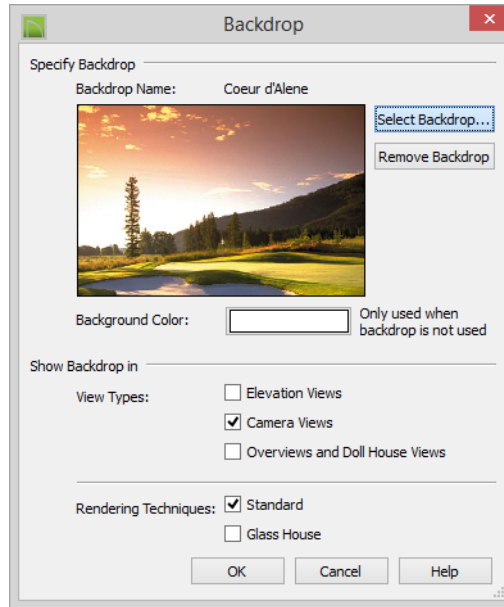 Backdrop
Specify Backdrop
Backdrop Name: Coeur d'Alene
Select Backdrop...
Remove Backdrop
Background Color:
Only used when
backdrop is not used
Show Backdrop in
View Types:
Elevation Views
Camera Views
Overviews and Doll House Views
Rendering Techniques:
Standard
Glass House
OK
Cancel
Help